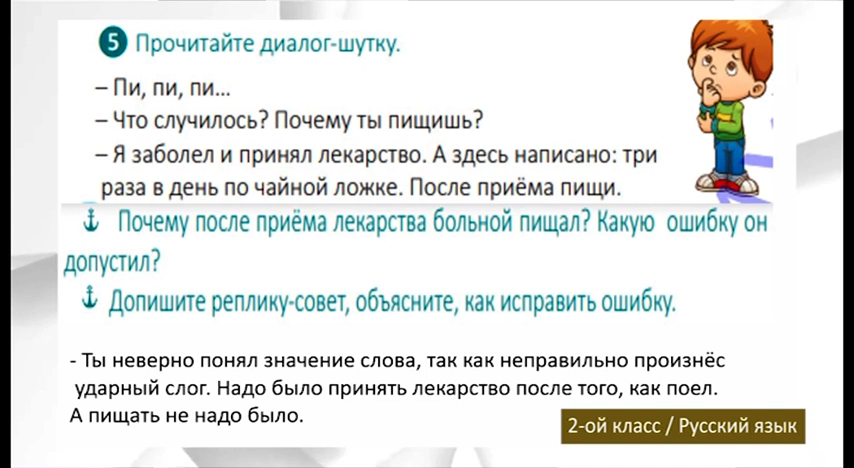 5 Прочитайте диалог-шутку.
– Пи, пи, пи...
– Что случилось? Почему ты пищишь?
– Я заболел и принял лекарство. А здесь написано: три
раза в день по чайной ложке. После приёма пищи.
Почему после приёма лекарства больной пищал? Какую ошибку он
допустил?
Допишите реплику-совет, объясните, как исправить ошибку.
- Ты неверно понял значение слова, так как неправильно произнёс
ударный слог. Надо было принять лекарство после того, как поел.
А пищать не надо было.
2-ой класс / Русский язык